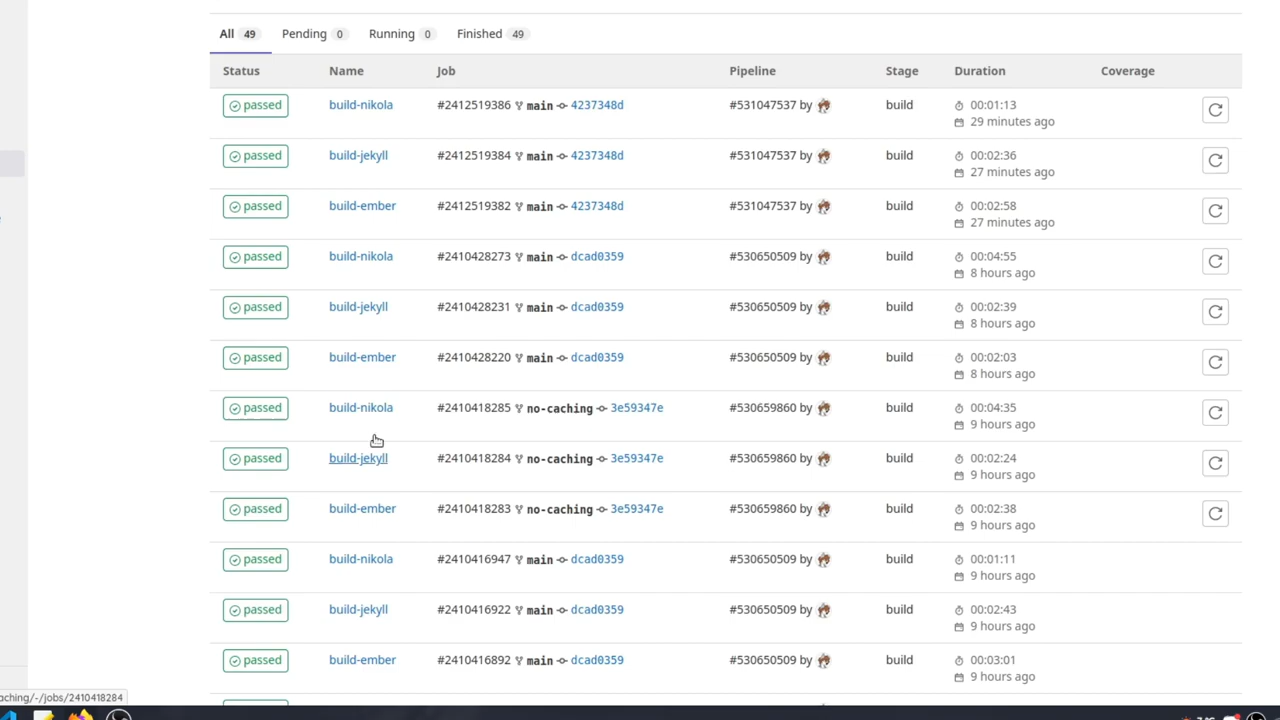 All 49 Pending 0 Running 0 Finished 49
Status Name Job Pipeline Stage Duration Coverage
passed build-nikola #2412519386 main 4237348d #531047537 by build 00:01:13
29 minutes ago
passed build-jekyll #2412519384 main 4237348d #531047537 by build 00:02:36
27 minutes ago
passed build-ember #2412519382 main 4237348d #531047537 by build 00:02:58
27 minutes ago
passed build-nikola #2410428273 main dcad0359 #530650509 by build 00:04:55
8 hours ago
passed build-jekyll #2410428231 main dcad0359 #530650509 by build 00:02:39
8 hours ago
passed build-ember #2410428220 main dcad0359 #530650509 by build 00:02:03
8 hours ago
passed build-nikola #2410418285 no-caching 3e59347e #530659860 by build 00:04:35
9 hours ago
passed build-jekyll #2410418284 no-caching 3e59347e #530659860 by build 00:02:24
9 hours ago
passed build-ember #2410418283 no-caching 3e59347e #530659860 by build 00:02:38
9 hours ago
passed build-nikola #2410416947 main dcad0359 #530650509 by build 00:01:11
9 hours ago
passed build-jekyll #2410416922 main dcad0359 #530650509 by build 00:02:43
9 hours ago
passed build-ember #2410416892 main dcad0359 #530650509 by build 00:03:01
9 hours ago
aching/-/jobs/2410418284